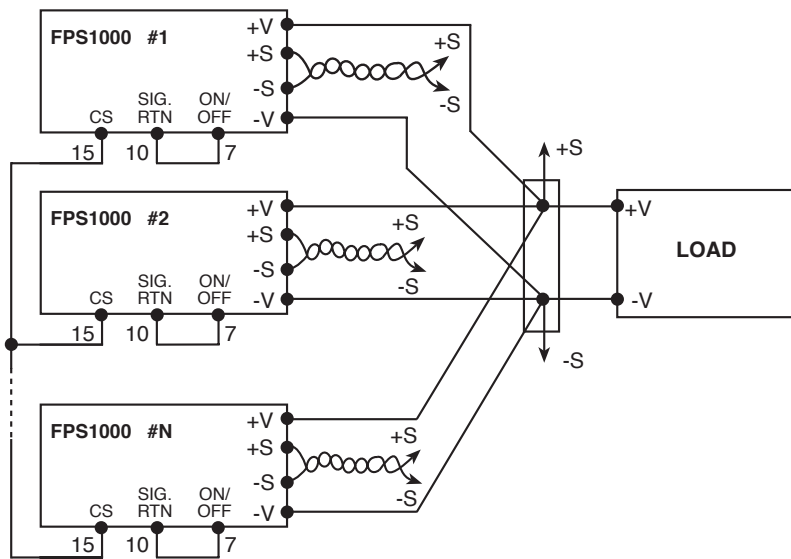 FPS1000 #1
+V
+S
-S
-V
CS
SIG.
RTN
ON/
OFF
15
10
7
+S
-S
FPS1000 #2
+V
+S
-S
-V
CS
SIG.
RTN
ON/
OFF
15
10
7
+S
-S
+S
-S
+V
-V
LOAD
FPS1000 #N
+V
+S
-S
-V
CS
SIG.
RTN
ON/
OFF
15
10
7
+S
-S